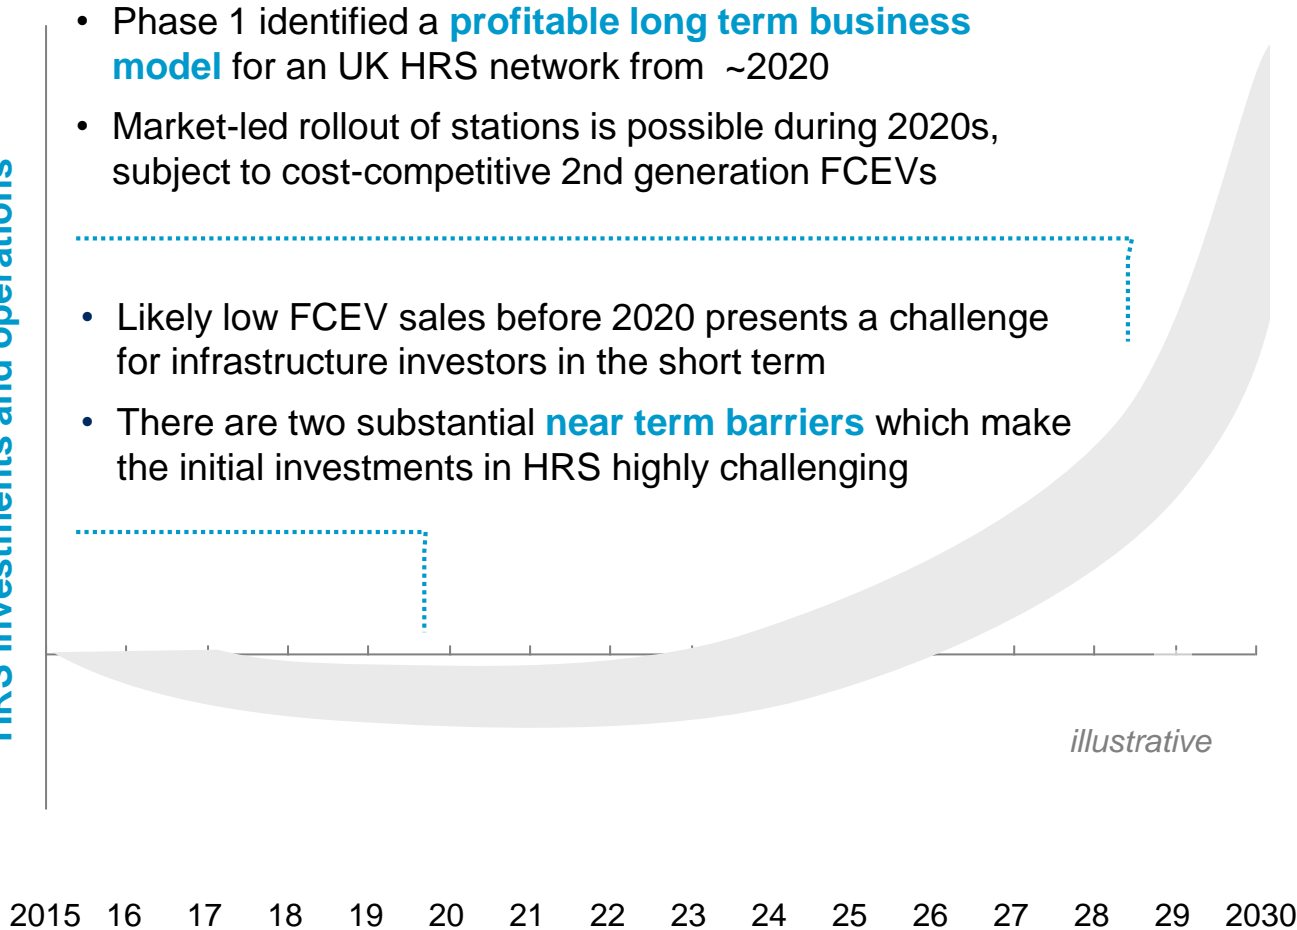 • Phase 1 identified a profitable long term business
model for an UK HRS network from ~2020
• Market-led rollout of stations is possible during 2020s,
subject to cost-competitive 2nd generation FCEVs
• Likely low FCEV sales before 2020 presents a challenge
for infrastructure investors in the short term
• There are two substantial near term barriers which make
the initial investments in HRS highly challenging
HRS investments and operations
illustrative
2015 16 17 18 19 20 21 22 23 24 25 26 27 28 29 2030